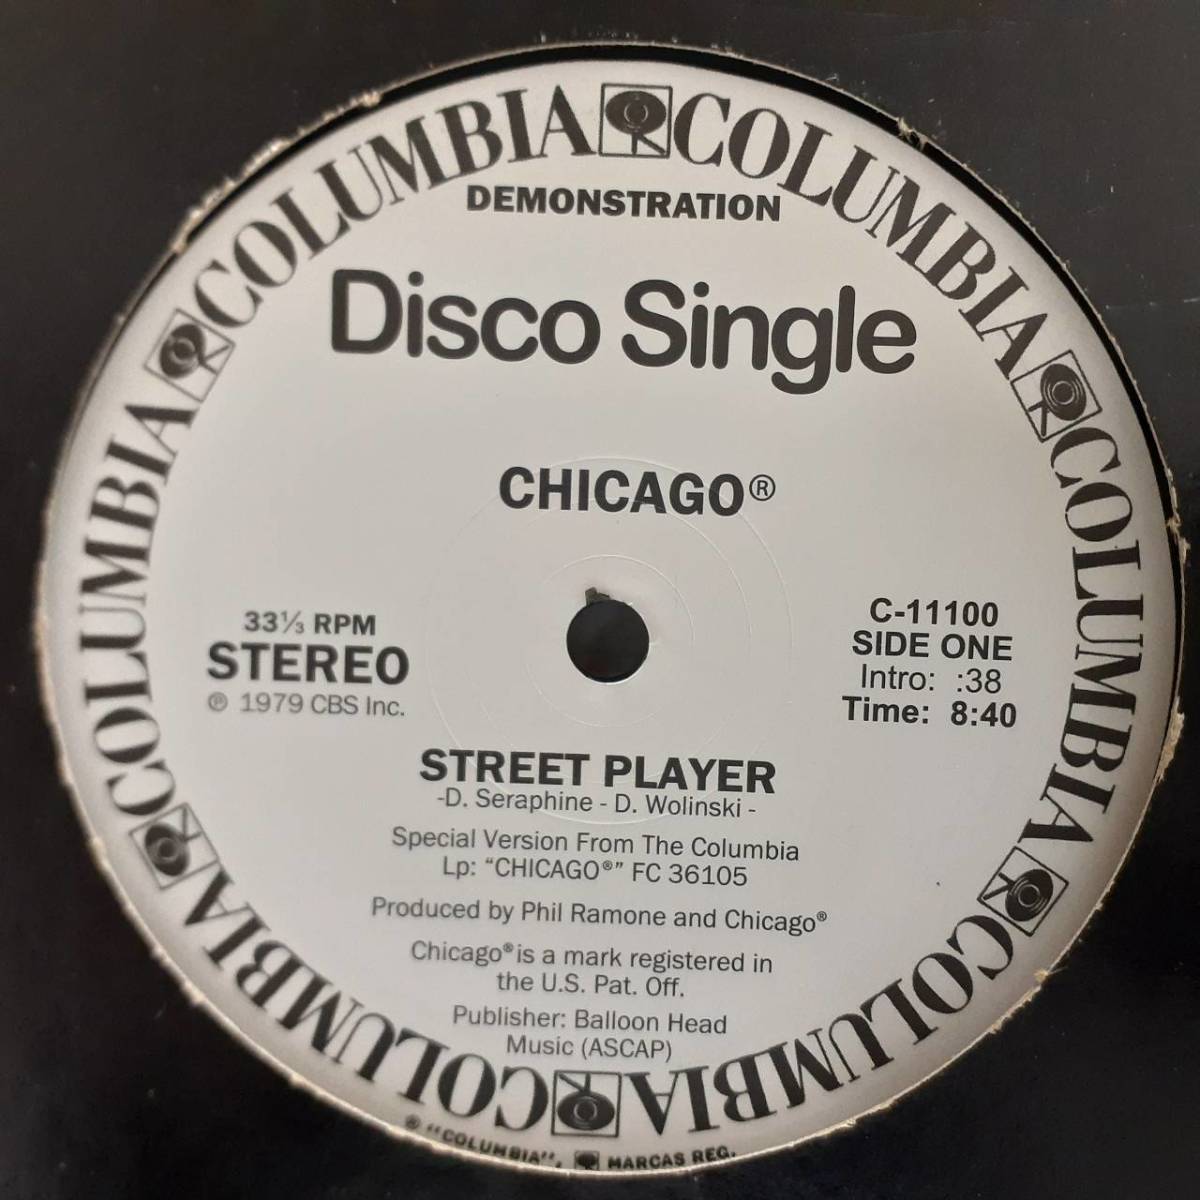 COLUMBIA COLUMBIA COLUMBIA COLUMBIA COLUMBIA COLUMBIA COLUMBIA COLUMBIA
DEMONSTRATION
Disco Single
CHICAGO®
33⅓ RPM
STEREO
℗ 1979 CBS Inc.
C-11100
SIDE ONE
Intro: :38
Time: 8:40
STREET PLAYER
-D. Seraphine - D. Wolinski -
Special Version From The Columbia
Lp: "CHICAGO®" FC 36105
Produced by Phil Ramone and Chicago®
Chicago® is a mark registered in
the U.S. Pat. Off.
Publisher: Balloon Head
Music (ASCAP)
® "COLUMBIA", MARCAS REG.